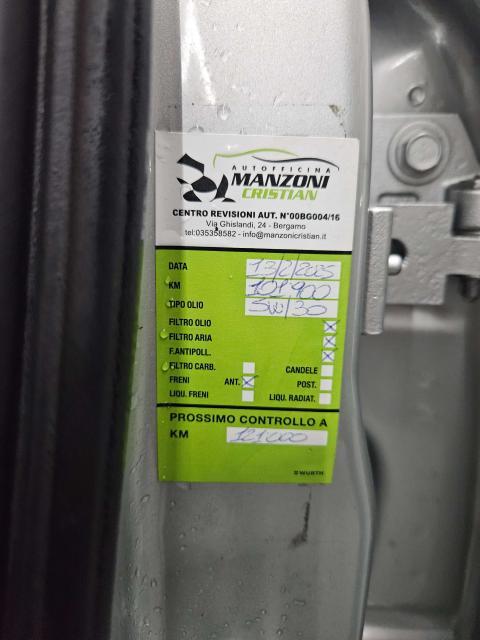 AUTOFFICINA
MANZONI
CRISTIAN
CENTRO REVISIONI AUT. N°00BG004/16
Via Ghislandi, 24 - Bergamo
tel:035358582 - info@manzonicristian.it
DATA 13/2/2025
KM 101900
TIPO OLIO 5W/30
FILTRO OLIO
FILTRO ARIA
F.ANTIPOLL.
FILTRO CARB. CANDELE
FRENI ANT. POST.
LIQU. FRENI LIQU. RADIAT.
PROSSIMO CONTROLLO A
KM 121000
WURTH